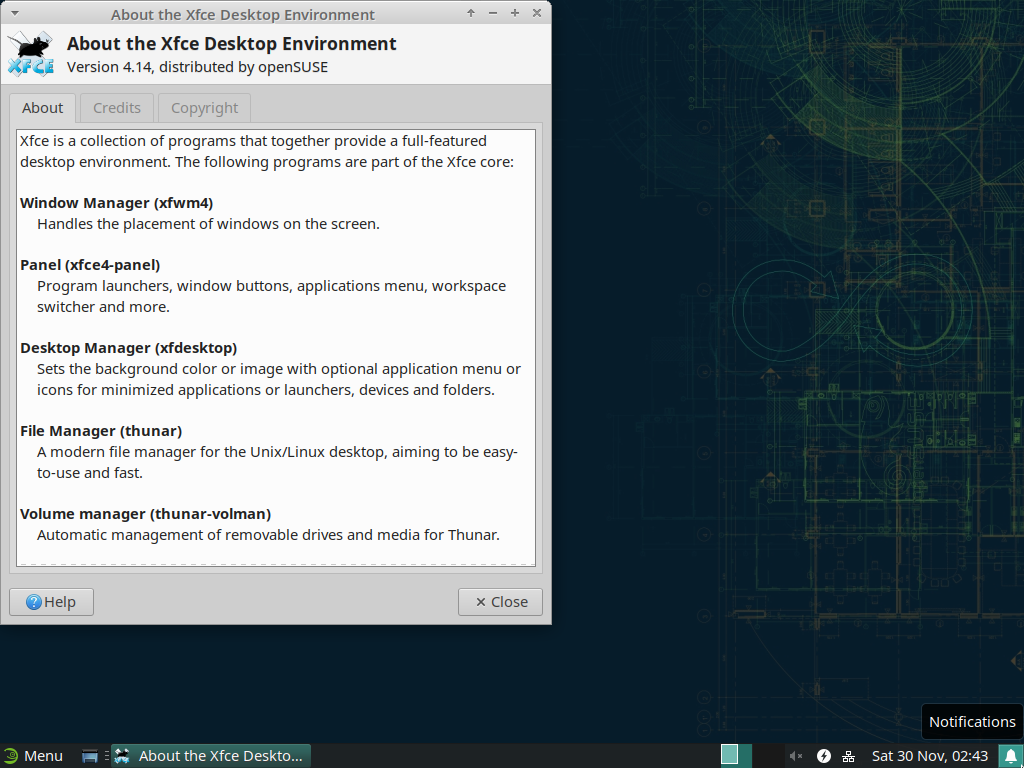 About the Xfce Desktop Environment
About the Xfce Desktop Environment
Version 4.14, distributed by openSUSE
XFCE
About
Credits
Copyright
Xfce is a collection of programs that together provide a full-featured
desktop environment. The following programs are part of the Xfce core:
Window Manager (xfwm4)
Handles the placement of windows on the screen.
Panel (xfce4-panel)
Program launchers, window buttons, applications menu, workspace
switcher and more.
Desktop Manager (xfdesktop)
Sets the background color or image with optional application menu or
icons for minimized applications or launchers, devices and folders.
File Manager (thunar)
A modern file manager for the Unix/Linux desktop, aiming to be easy-
to-use and fast.
Volume manager (thunar-volman)
Automatic management of removable drives and media for Thunar.
Help
Close
Notifications
Menu
About the Xfce Deskto...
Sat 30 Nov, 02:43